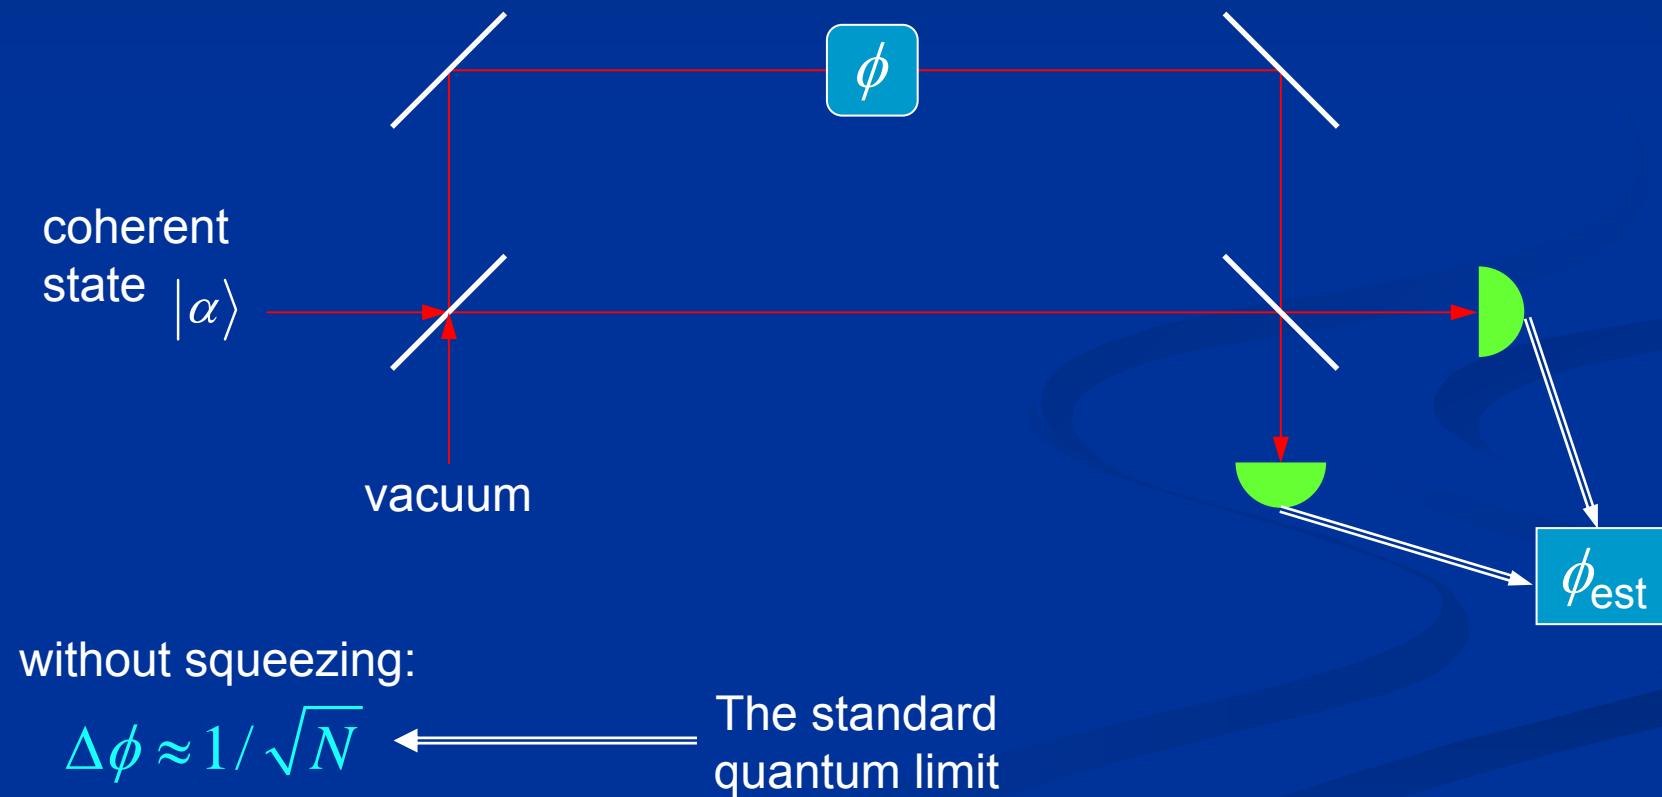 ϕ
coherent
state |α⟩
vacuum
ϕest
without squeezing:
Δϕ ≈ 1/√N
The standard
quantum limit